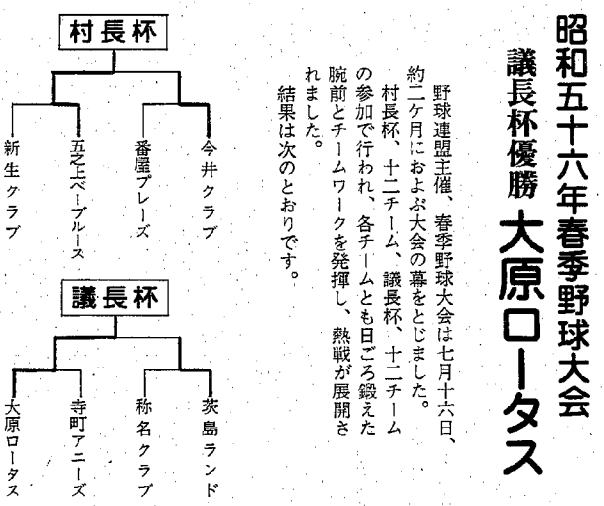 昭和五十六年春季野球大会
議長杯優勝 大原ロータス
野球連盟主催、春季野球大会は七月十六日、
約二ケ月におよぶ大会の幕をとじました。
村長杯、十二チーム、議長杯、十二チーム
の参加で行われ、各チームとも日ごろ鍛えた
腕前とチームワークを発揮し、熱戦が展開さ
れました。
結果は次のとおりです。
村長杯
今井クラブ
番屋ブレーズ
五之上ベーブルース
新生クラブ
議長杯
茨島ランド
称名クラブ
寺町アニーズ
大原ロータス